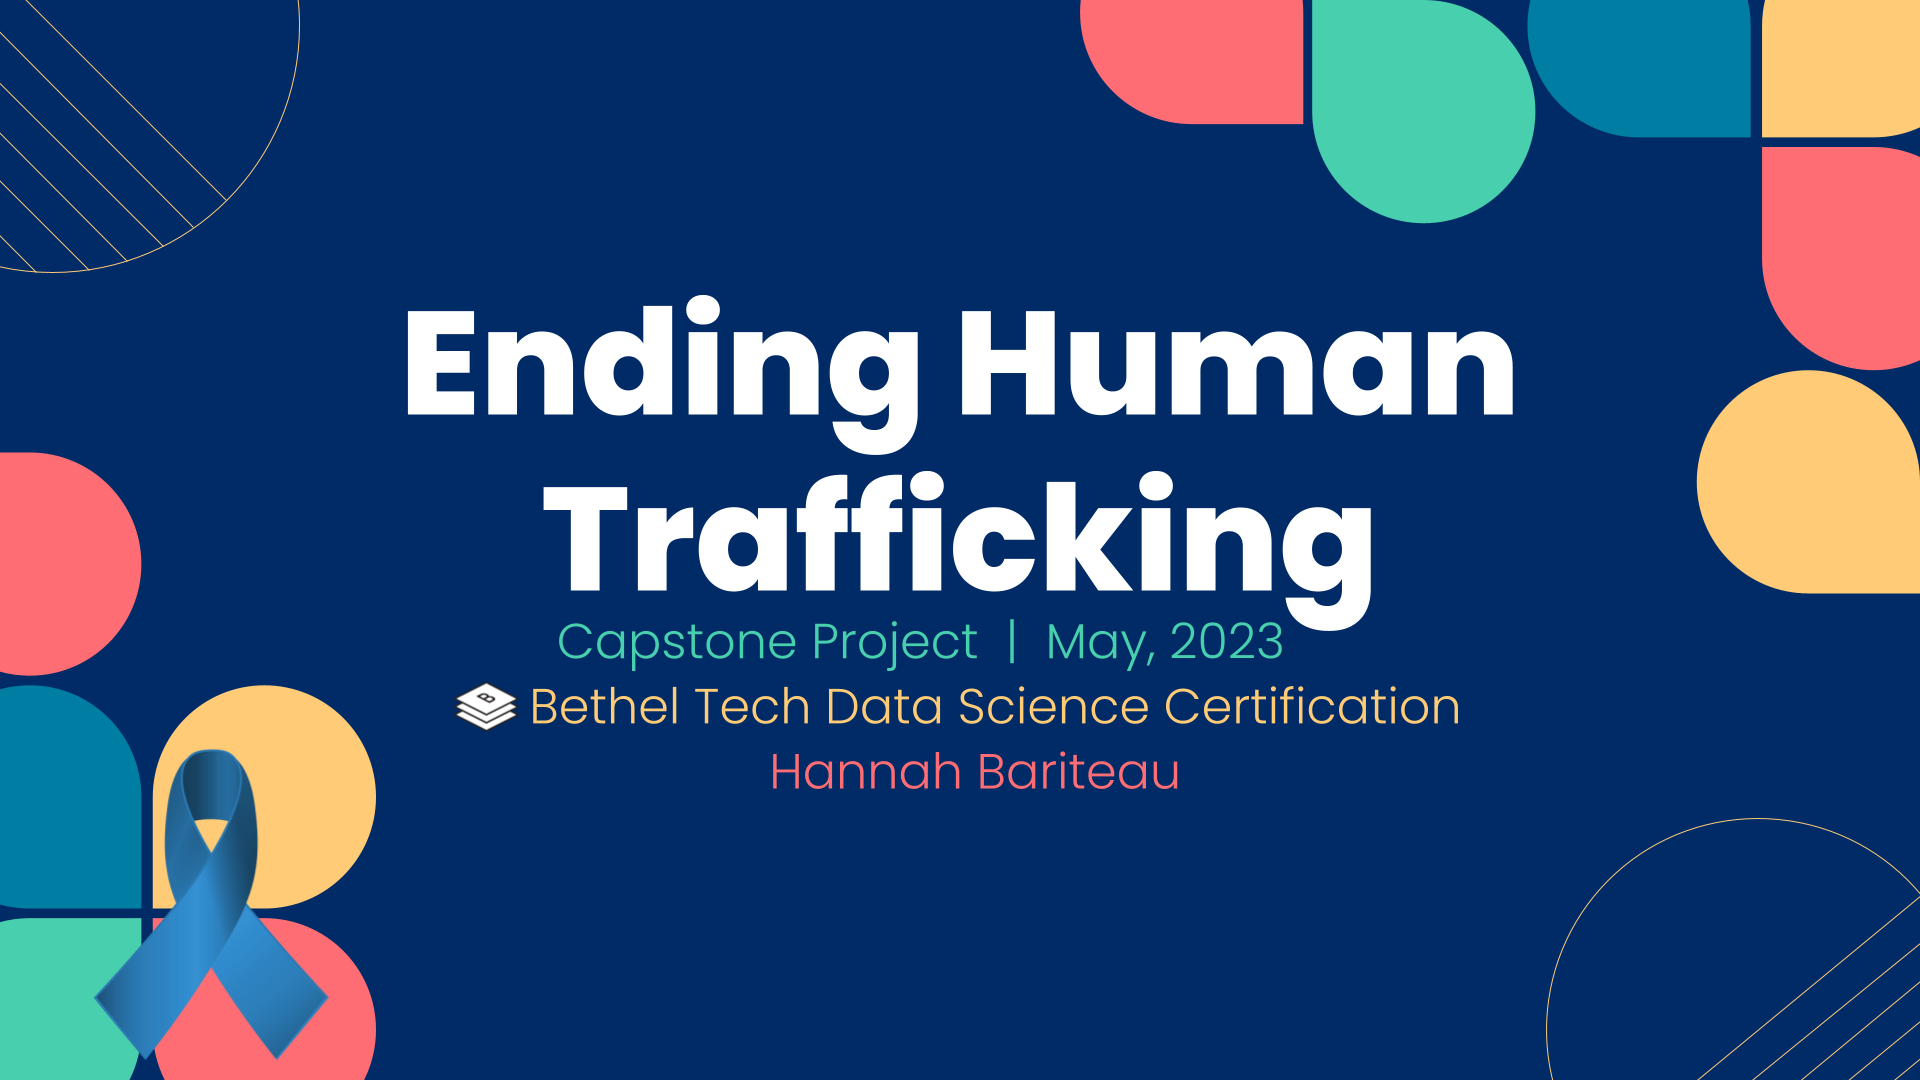 Ending Human
Trafficking
Capstone Project | May, 2023
B
Bethel Tech Data Science Certification
Hannah Bariteau